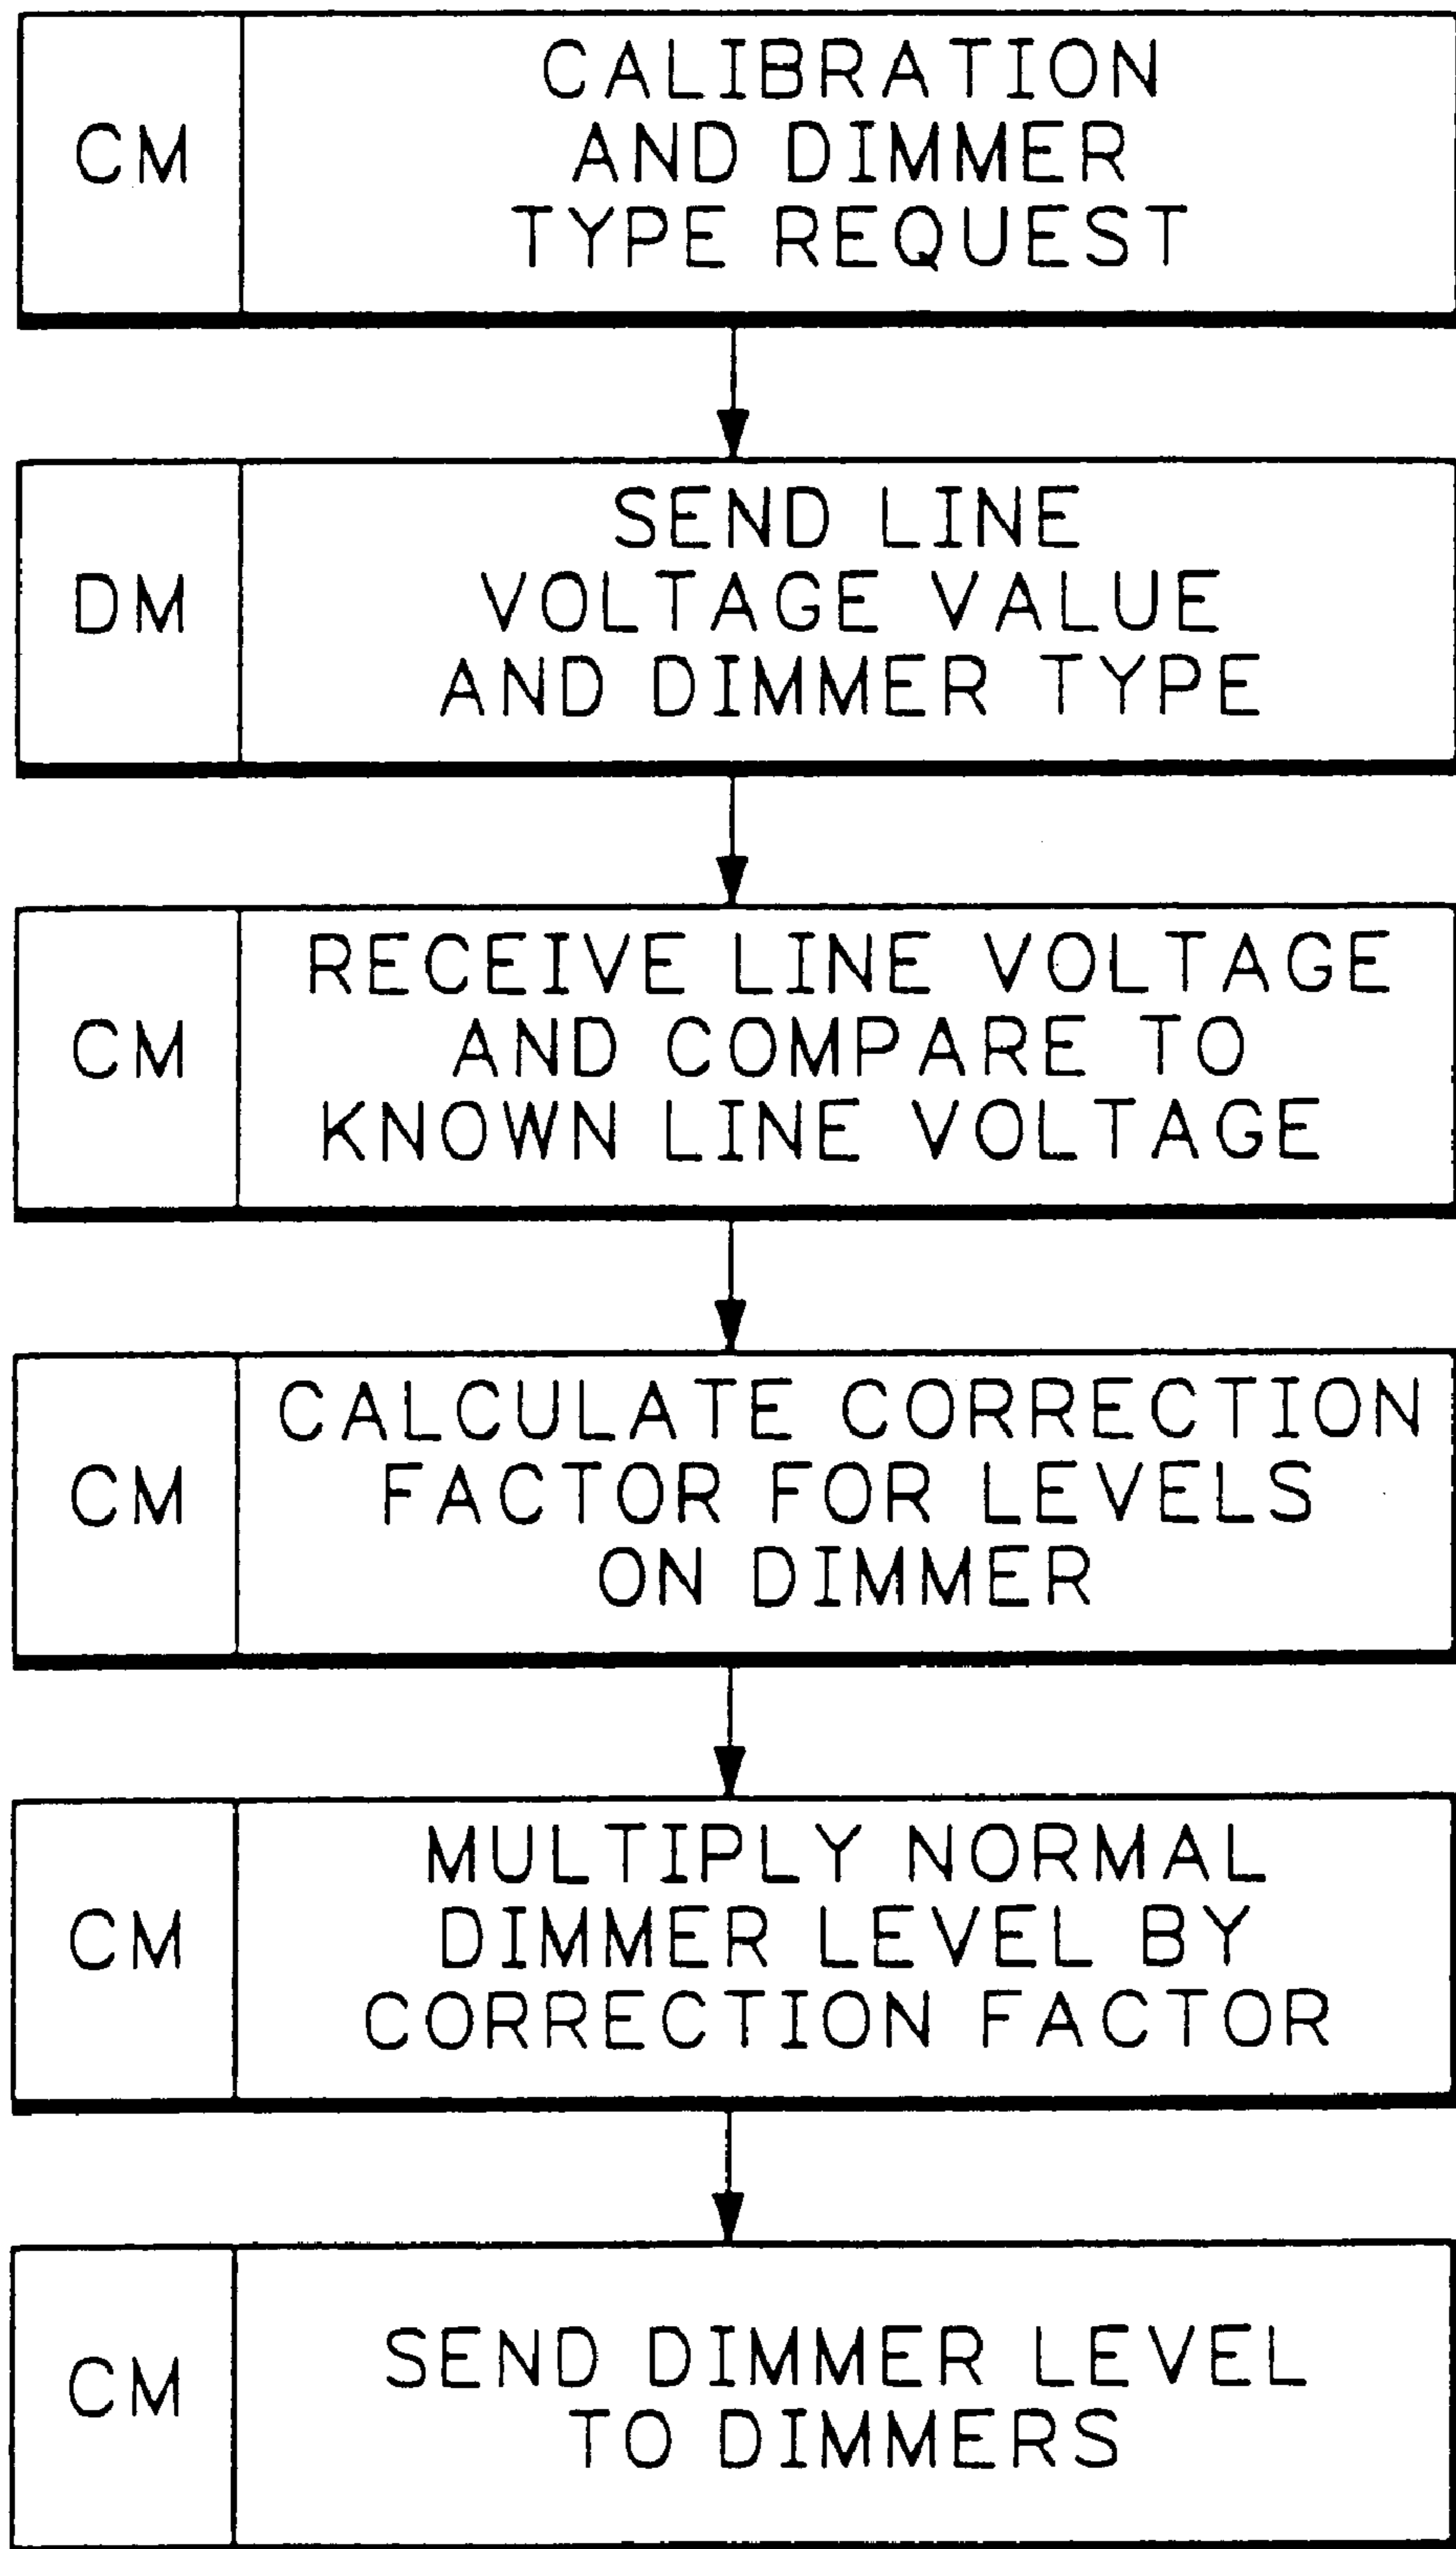 CM
CALIBRATION
AND DIMMER
TYPE REQUEST
DM
SEND LINE
VOLTAGE VALUE
AND DIMMER TYPE
CM
RECEIVE LINE VOLTAGE
AND COMPARE TO
KNOWN LINE VOLTAGE
CM
CALCULATE CORRECTION
FACTOR FOR LEVELS
ON DIMMER
CM
MULTIPLY NORMAL
DIMMER LEVEL BY
CORRECTION FACTOR
CM
SEND DIMMER LEVEL
TO DIMMERS